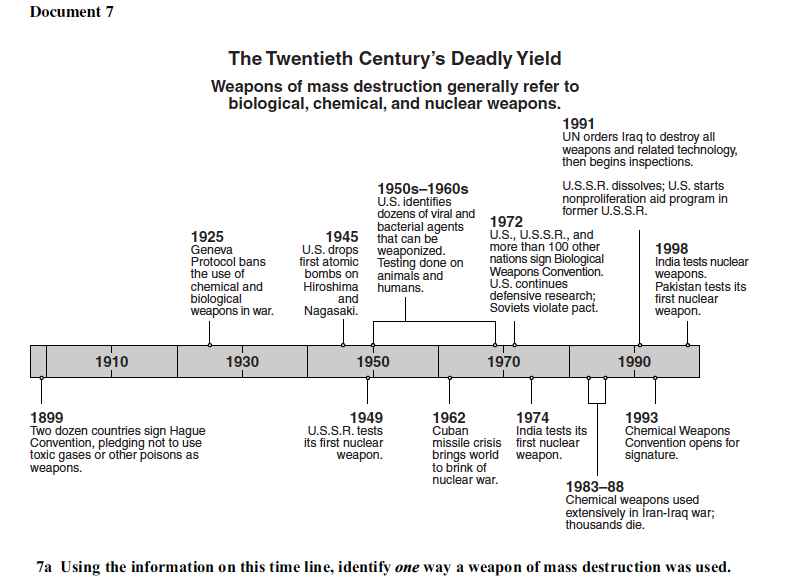 Document 7
The Twentieth Century's Deadly Yield
Weapons of mass destruction generally refer to
biological, chemical, and nuclear weapons.
1925
Geneva
Protocol bans
the use of
chemical and
biological
weapons in war.
1945
U.S. drops
first atomic
bombs on
Hiroshima
and
Nagasaki.
1950s–1960s
U.S. identifies
dozens of viral and
bacterial agents
that can be
weaponized.
Testing done on
animals and
humans.
1972
U.S., U.S.S.R., and
more than 100 other
nations sign Biological
Weapons Convention.
U.S. continues
defensive research;
Soviets violate pact.
1991
UN orders Iraq to destroy all
weapons and related technology,
then begins inspections.
U.S.S.R. dissolves; U.S. starts
nonproliferation aid program in
former U.S.S.R.
1998
India tests nuclear
weapons.
Pakistan tests its
first nuclear
weapon.
1910
1930
1950
1970
1990
1899
Two dozen countries sign Hague
Convention, pledging not to use
toxic gases or other poisons as
weapons.
1949
U.S.S.R. tests
its first nuclear
weapon.
1962
Cuban
missile crisis
brings world
to brink of
nuclear war.
1974
India tests its
first nuclear
weapon.
1983–88
Chemical weapons used
extensively in Iran-Iraq war;
thousands die.
1993
Chemical Weapons
Convention opens for
signature.
7a Using the information on this time line, identify one way a weapon of mass destruction was used.